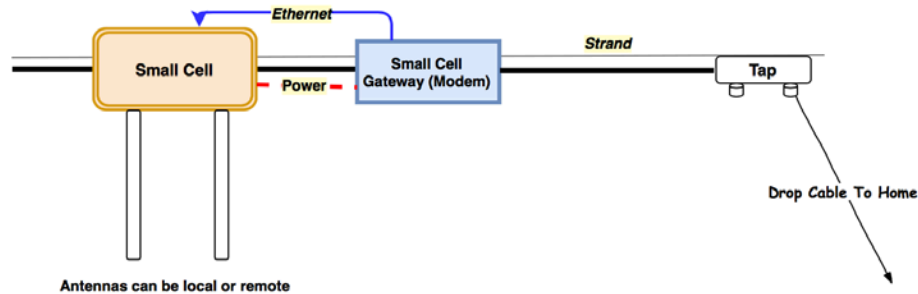 Ethernet
Strand
Small Cell
Small Cell
Gateway (Modem)
Tap
Power
Drop Cable To Home
Antennas can be local or remote